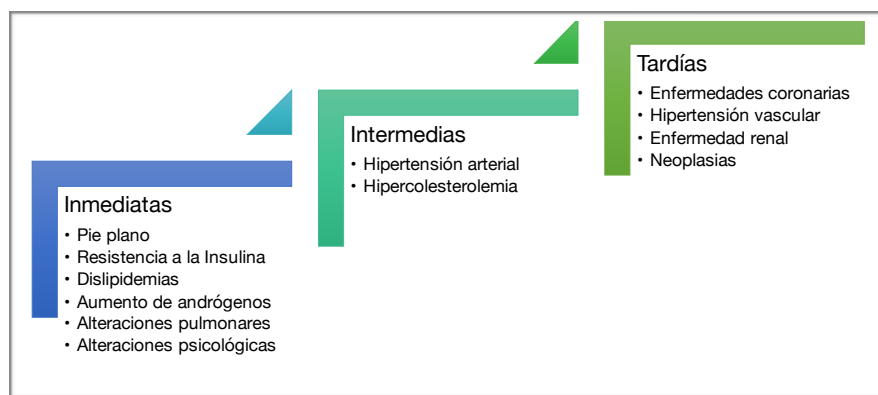 Inmediatas
• Pie plano
• Resistencia a la Insulina
• Dislipidemias
• Aumento de andrógenos
• Alteraciones pulmonares
• Alteraciones psicológicas
Intermedias
• Hipertensión arterial
• Hipercolesterolemia
Tardías
• Enfermedades coronarias
• Hipertensión vascular
• Enfermedad renal
• Neoplasias